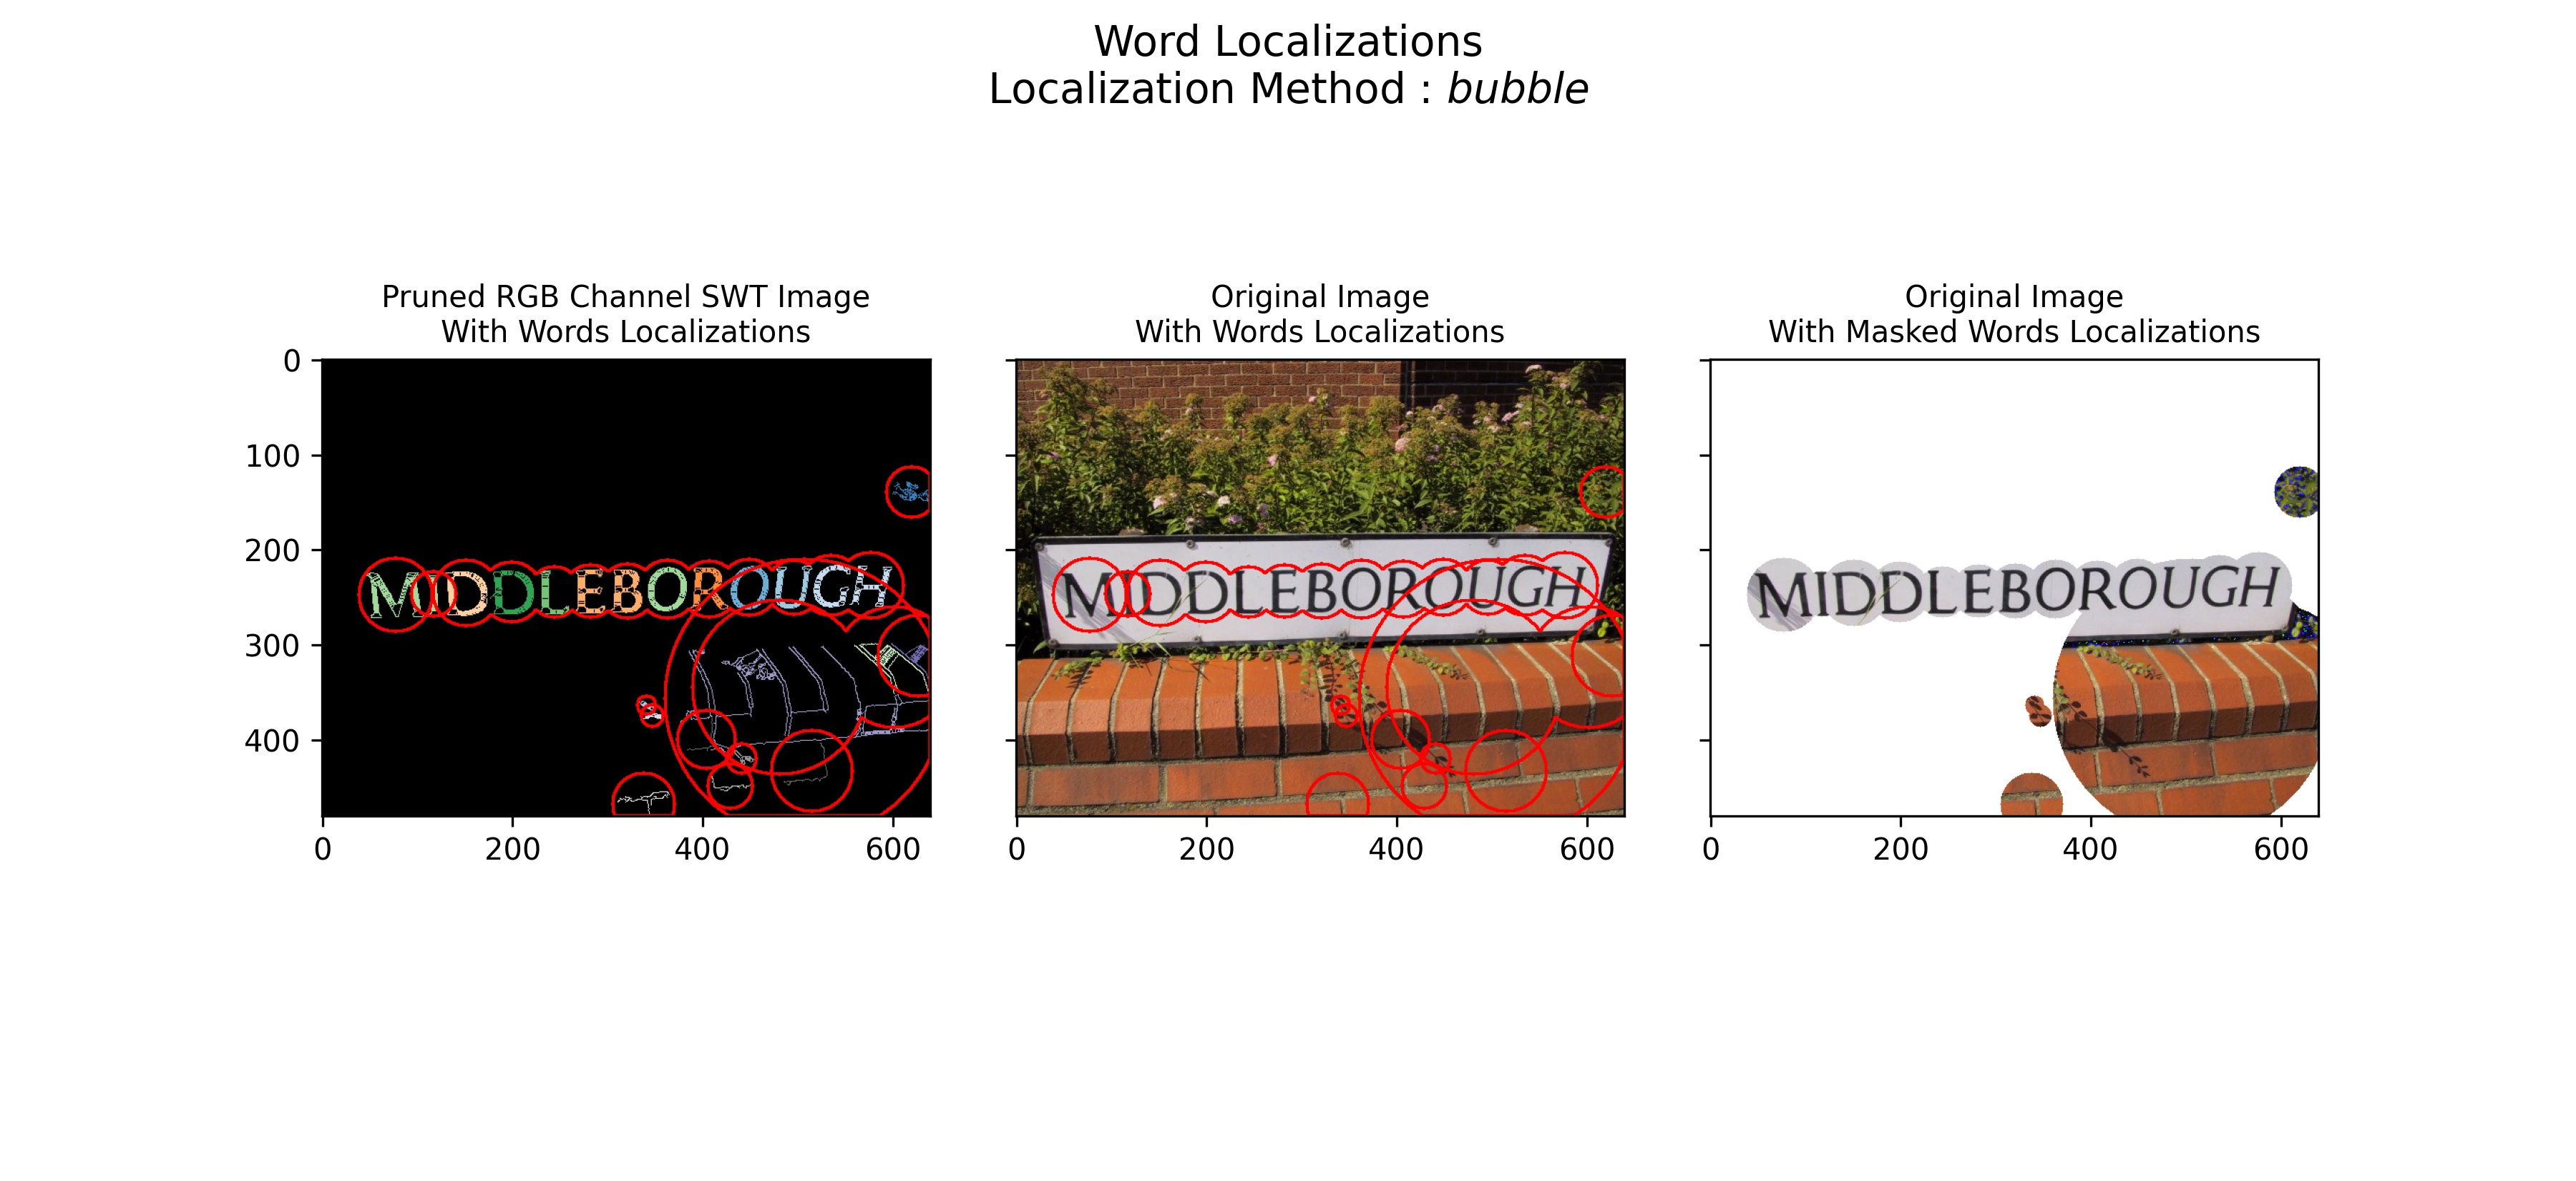 Word Localizations
Localization Method : bubble
Pruned RGB Channel SWT Image
With Words Localizations
Original Image
With Words Localizations
Original Image
With Masked Words Localizations
0
100
200
300
400
0 200 400 600
0 200 400 600
0 200 400 600
MIDDLEBOROUGH
MIDDLEBOROUGH
MIDDLEBOROUGH